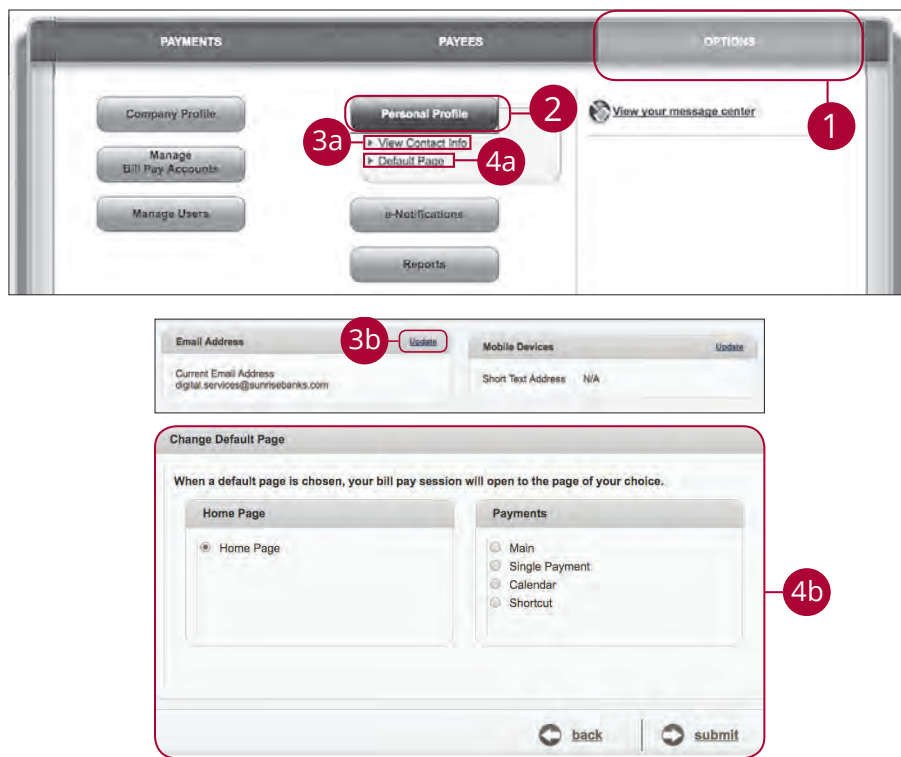 PAYMENTS
PAYEES
OPTIONS
1
Company Profile
Personal Profile
2
View your message center
3a
View Contact Info
Manage
Bill Pay Accounts
Default Page
4a
Manage Users
e-Notifications
Reports
Email Address
3b
Update
Mobile Devices
Update
Current Email Address
digital.services@sunrisebanks.com
Short Text Address N/A
Change Default Page
When a default page is chosen, your bill pay session will open to the page of your choice.
Home Page
Payments
Home Page
Main
Single Payment
Calendar
Shortcut
4b
back
submit